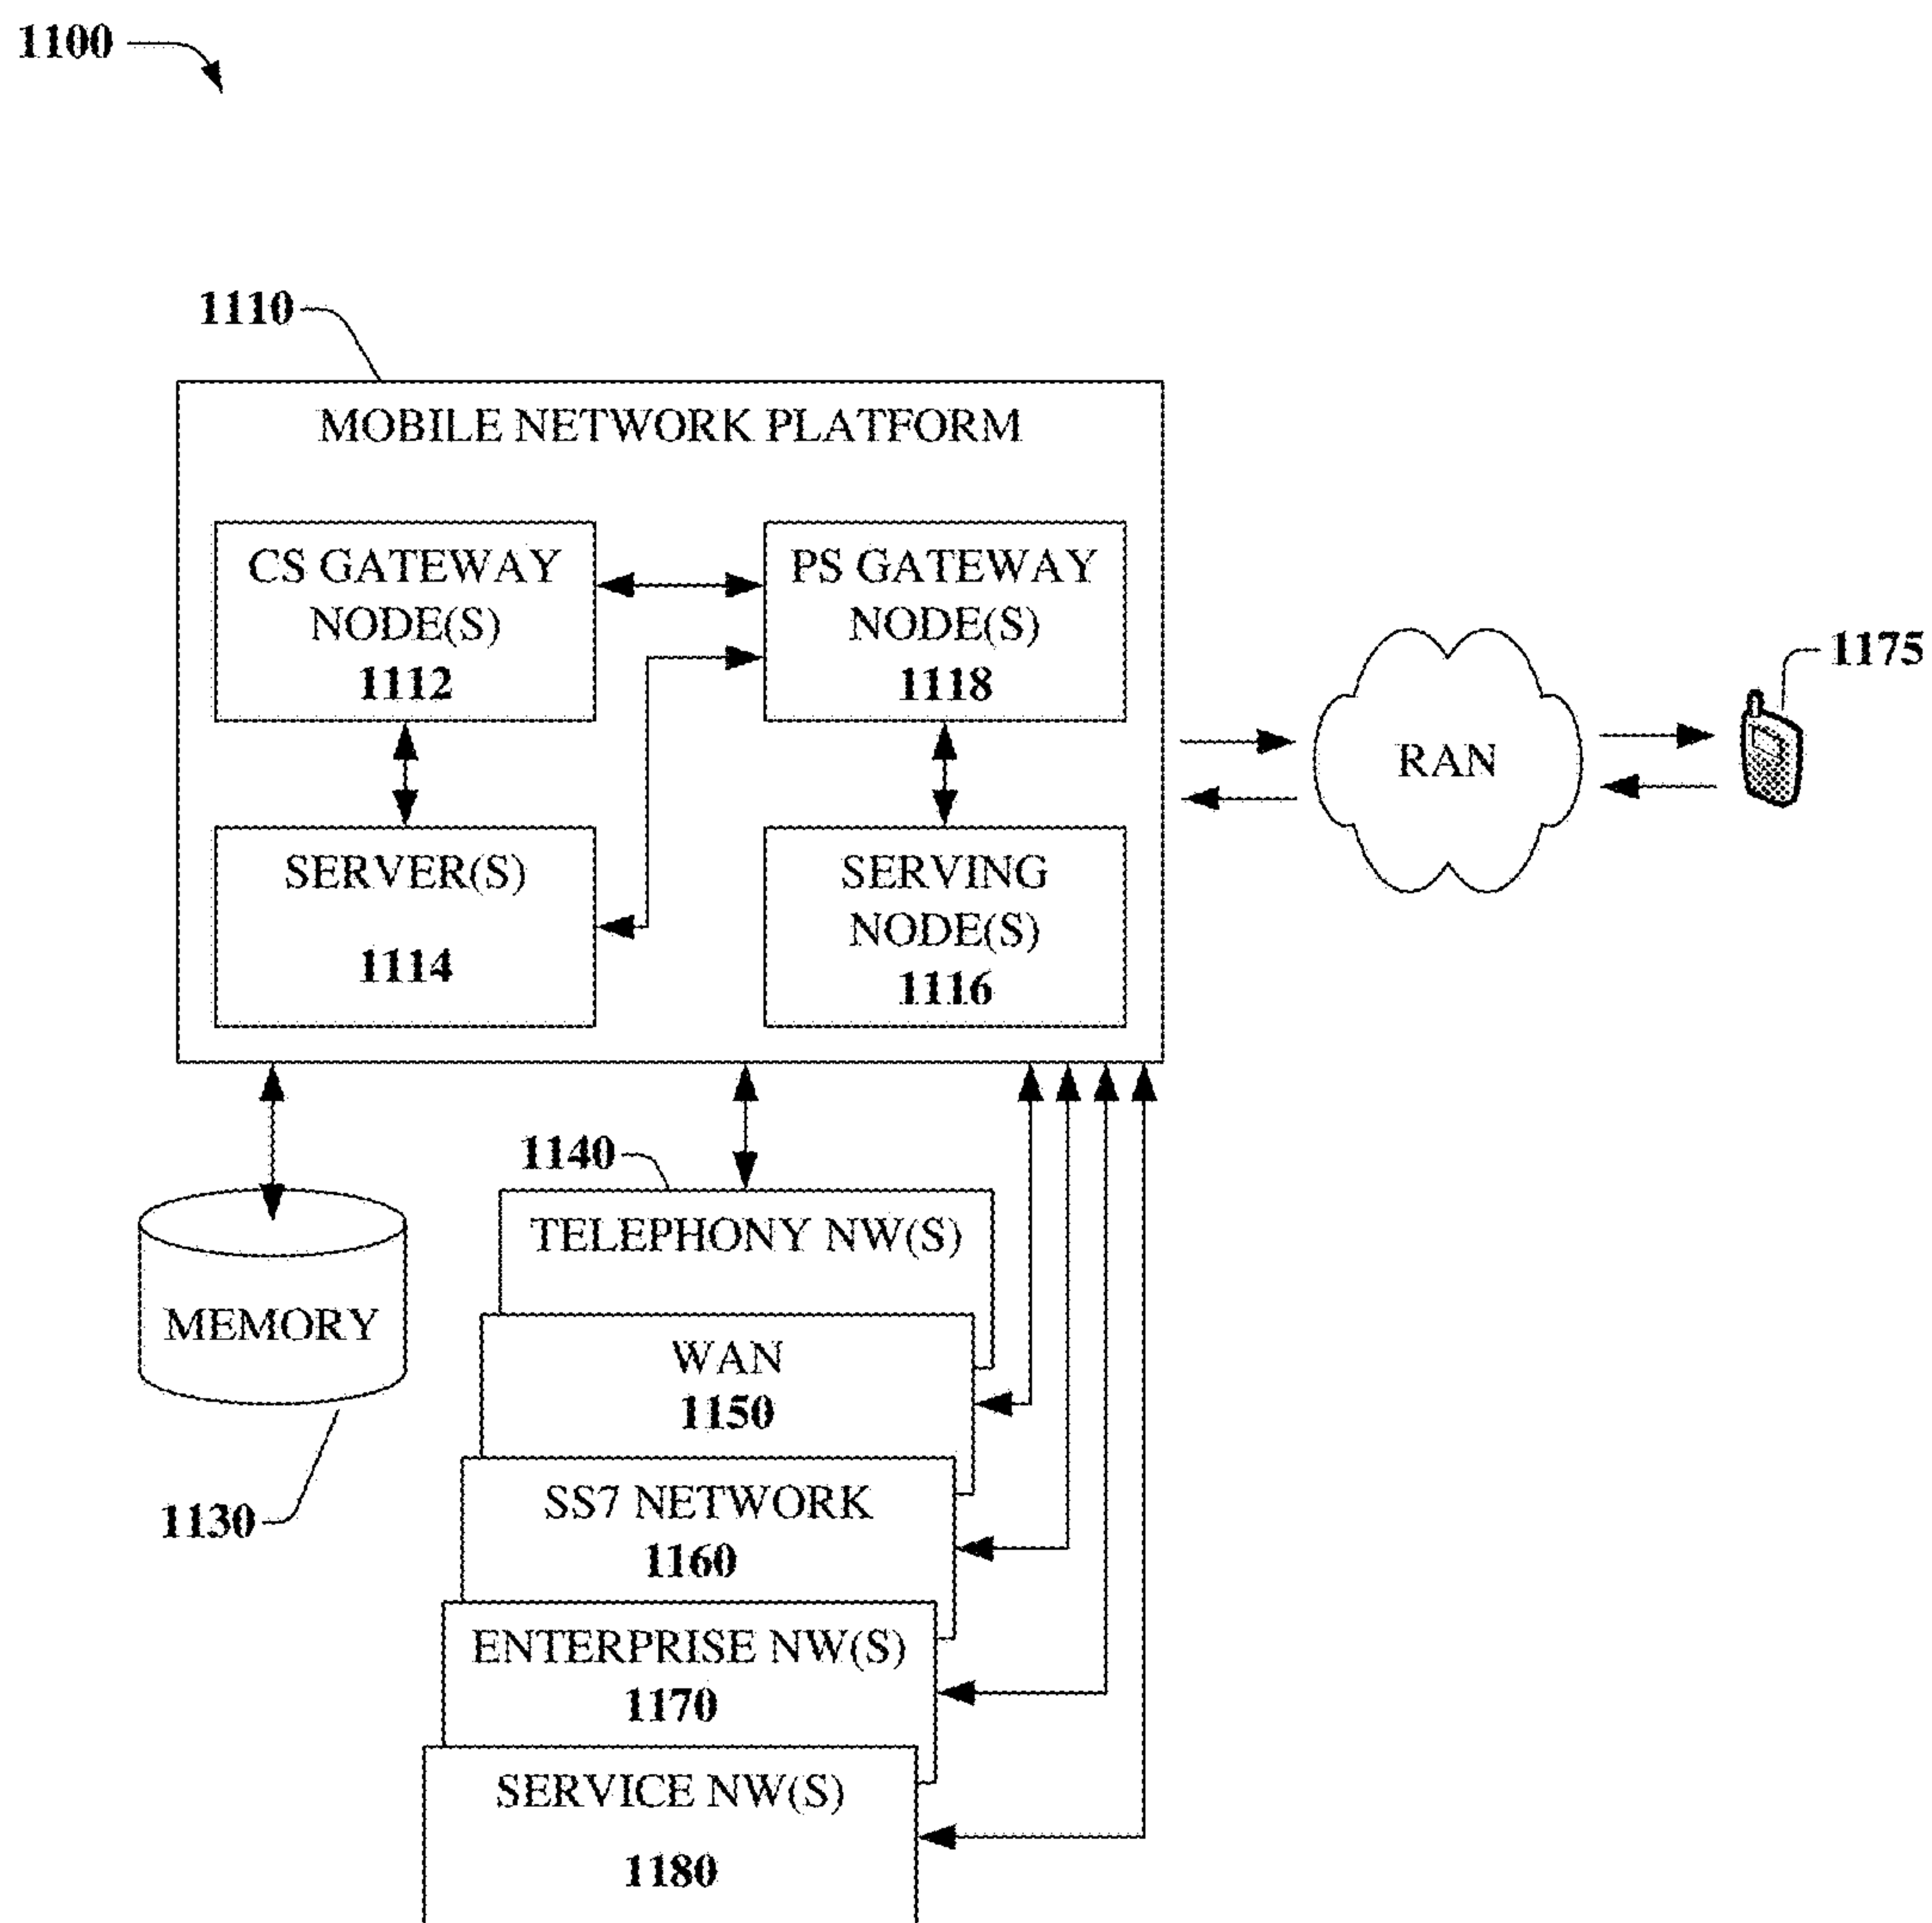 1100
1110
MOBILE NETWORK PLATFORM
CS GATEWAY
NODE(S)
1112
PS GATEWAY
NODE(S)
1118
SERVER(S)
1114
SERVING
NODE(S)
1116
RAN
1175
1140
TELEPHONY NW(S)
MEMORY
1130
WAN
1150
SS7 NETWORK
1160
ENTERPRISE NW(S)
1170
SERVICE NW(S)
1180